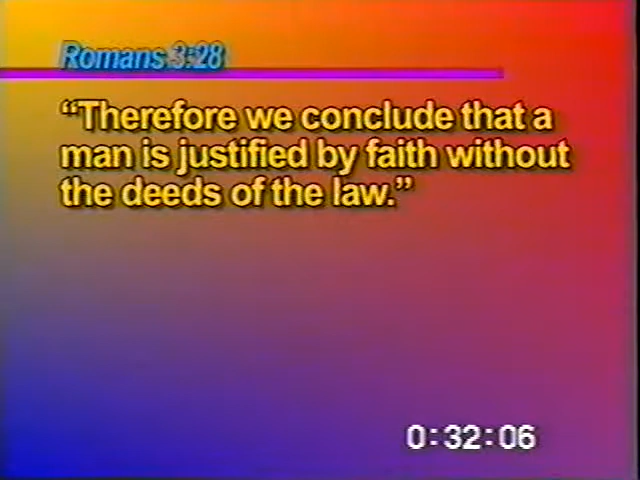 Romans 3:28
“Therefore we conclude that a
man is justified by faith without
the deeds of the law.”
0:32:06